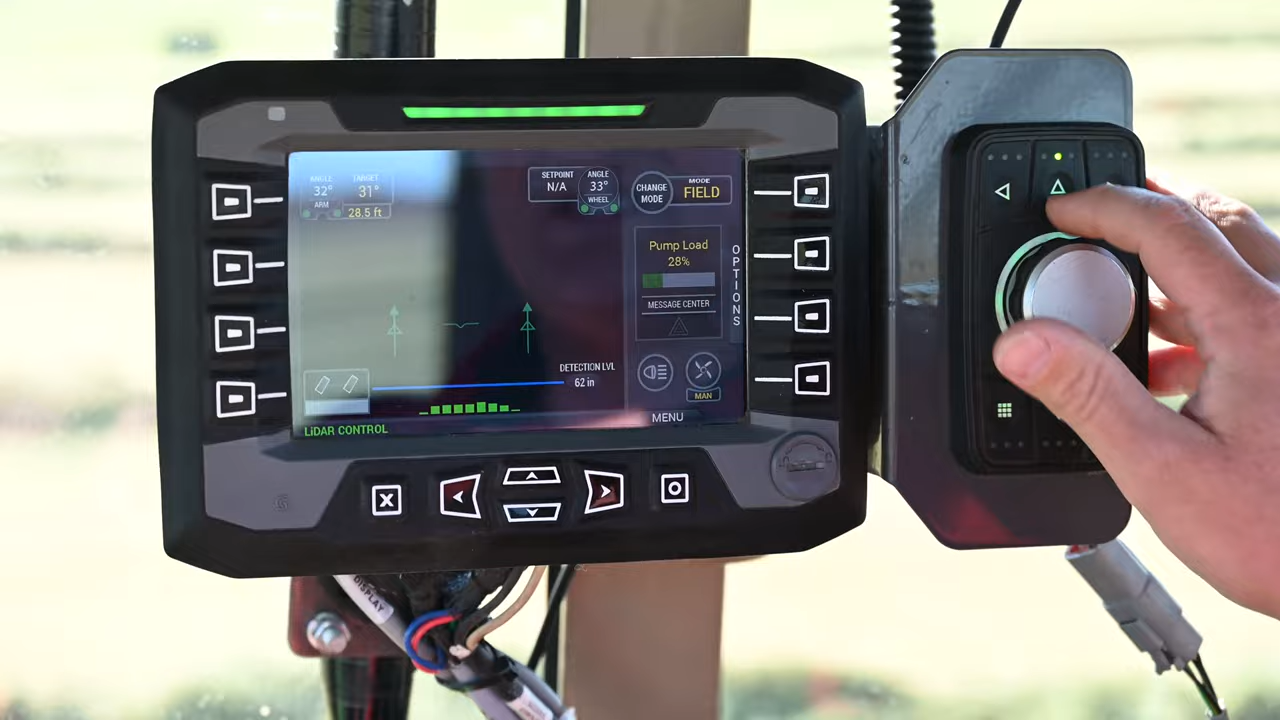 ANGLE
32°
ARM
TARGET
31°
28.5 ft
SETPOINT
N/A
ANGLE
33°
WHEEL
CHANGE
MODE
MODE
FIELD
Pump Load
28%
MESSAGE CENTER
OPTIONS
DETECTION LVL
62 in
MAN
MENU
LiDAR CONTROL
X
O
DISPLAY